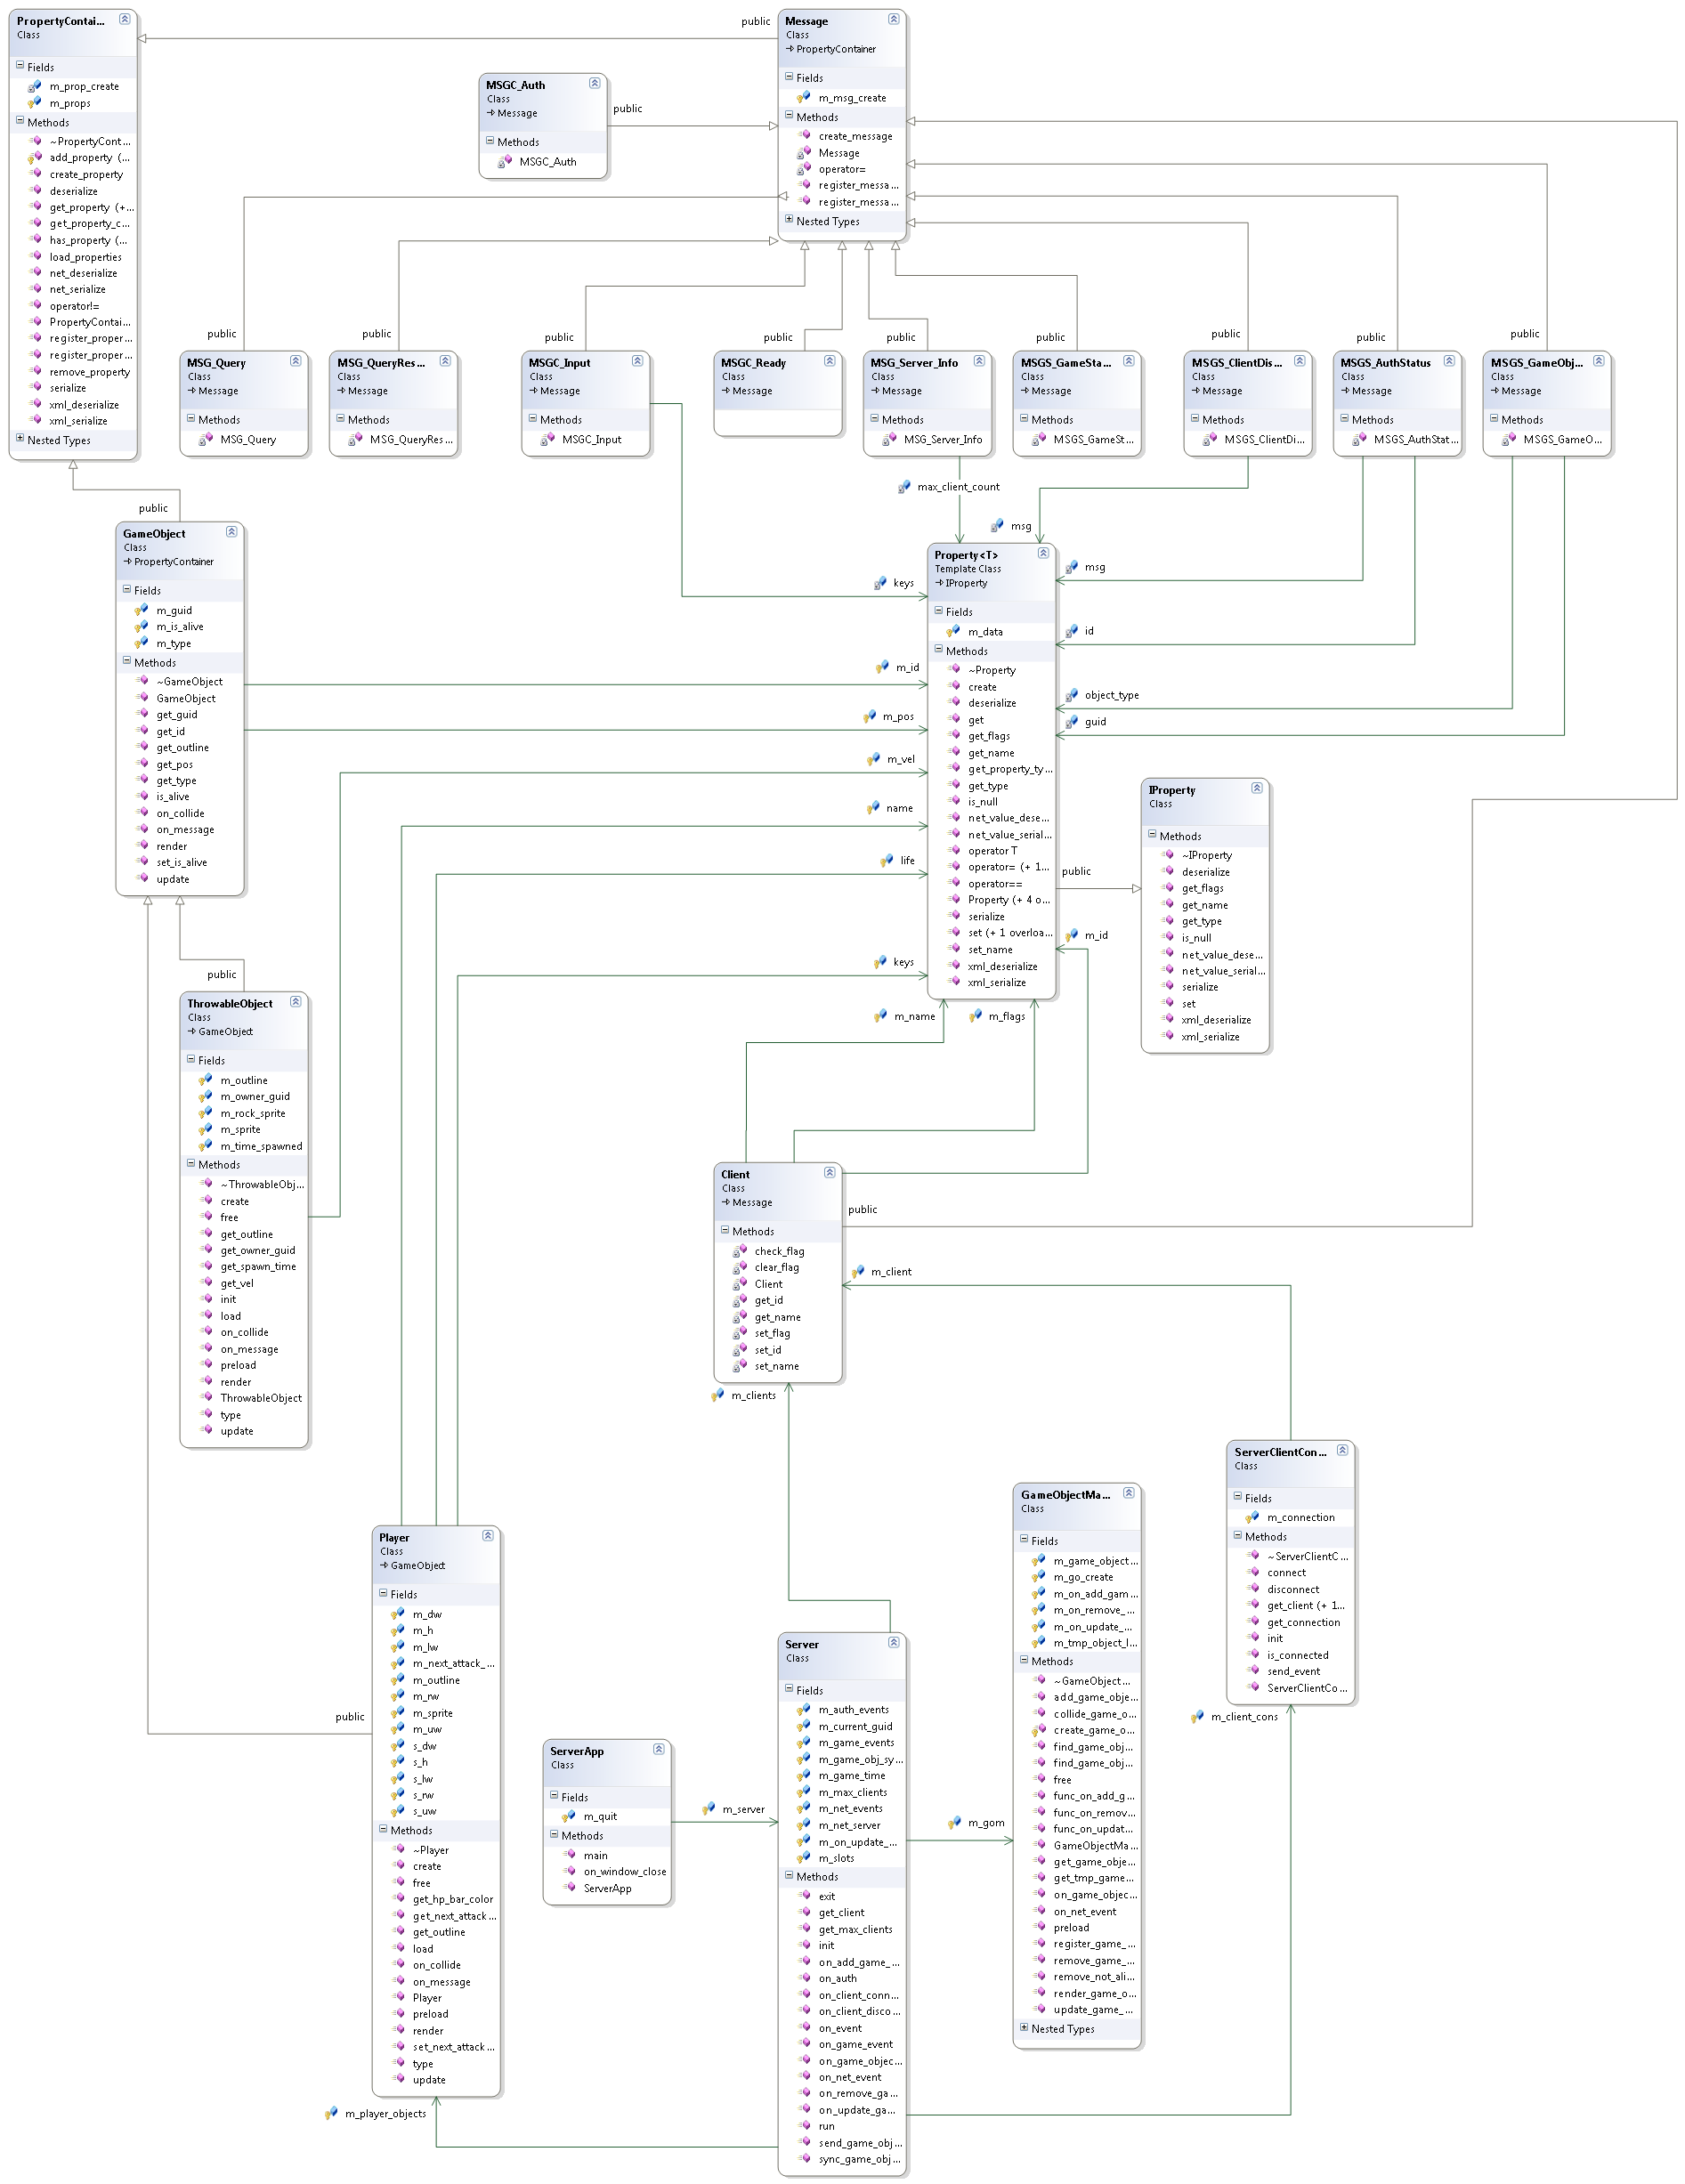 PropertyContai...
Class
Fields
m_prop_create
m_props
Methods
~PropertyCont...
add_property (...
create_property
deserialize
get_property (+...
get_property_c...
has_property (...
load_properties
net_deserialize
net_serialize
operator!=
PropertyContai...
register_proper...
register_proper...
remove_property
serialize
xml_deserialize
xml_serialize
Nested Types
public
Message
Class
PropertyContainer
Fields
m_msg_create
Methods
create_message
Message
operator=
register_messa...
register_messa...
Nested Types
MSGC_Auth
Class
Message
Methods
MSGC_Auth
public
public
public
public
public
public
public
public
public
public
MSG_Query
Class
Message
Methods
MSG_Query
MSG_QueryRes...
Class
Message
Methods
MSG_QueryRes...
MSGC_Input
Class
Message
Methods
MSGC_Input
MSGC_Ready
Class
Message
MSG_Server_Info
Class
Message
Methods
MSG_Server_Info
MSGS_GameSta...
Class
Message
Methods
MSGS_GameSt...
MSGS_ClientDis...
Class
Message
Methods
MSGS_ClientDi...
MSGS_AuthStatus
Class
Message
Methods
MSGS_AuthStat...
MSGS_GameObj...
Class
Message
Methods
MSGS_GameO...
max_client_count
msg
public
GameObject
Class
PropertyContainer
Fields
m_guid
m_is_alive
m_type
Methods
~GameObject
GameObject
get_guid
get_id
get_outline
get_pos
get_type
is_alive
on_collide
on_message
render
set_is_alive
update
keys
m_id
m_pos
m_vel
name
life
keys
Property<T>
Template Class
IProperty
Fields
m_data
Methods
~Property
create
deserialize
get
get_flags
get_name
get_property_ty...
get_type
is_null
net_value_dese...
net_value_serial...
operator T
operator= (+ 1...
operator==
Property (+ 4 o...
serialize
set (+ 1 overloa...
set_name
xml_deserialize
xml_serialize
msg
id
object_type
guid
public
m_id
m_name
m_flags
IProperty
Class
Methods
~IProperty
deserialize
get_flags
get_name
get_type
is_null
net_value_dese...
net_value_serial...
serialize
set
xml_deserialize
xml_serialize
public
ThrowableObject
Class
GameObject
Fields
m_outline
m_owner_guid
m_rock_sprite
m_sprite
m_time_spawned
Methods
~ThrowableObj...
create
free
get_outline
get_owner_guid
get_spawn_time
get_vel
init
load
on_collide
on_message
preload
render
ThrowableObject
type
update
Client
Class
Message
Methods
check_flag
clear_flag
Client
get_id
get_name
set_flag
set_id
set_name
public
m_client
m_clients
ServerClientCon...
Class
Fields
m_connection
Methods
~ServerClientC...
connect
disconnect
get_client (+ 1...
get_connection
init
is_connected
send_event
ServerClientCo...
m_client_cons
GameObjectMa...
Class
Fields
m_game_object...
m_go_create
m_on_add_gam...
m_on_remove_...
m_on_update_...
m_tmp_object_l...
Methods
~GameObject...
add_game_obje...
collide_game_o...
create_game_o...
find_game_obj...
find_game_obj...
free
func_on_add_g...
func_on_remov...
func_on_updat...
GameObjectMa...
get_game_obje...
get_tmp_game...
on_game_objec...
on_net_event
preload
register_game_...
remove_game_...
remove_not_ali...
render_game_o...
update_game_...
Nested Types
Player
Class
GameObject
Fields
m_dw
m_h
m_lw
m_next_attack_...
m_outline
m_rw
m_sprite
m_uw
s_dw
s_h
s_lw
s_rw
s_uw
Methods
~Player
create
free
get_hp_bar_color
get_next_attack...
get_outline
load
on_collide
on_message
Player
preload
render
set_next_attack...
type
update
public
m_player_objects
ServerApp
Class
Fields
m_quit
Methods
main
on_window_close
ServerApp
m_server
Server
Class
Fields
m_auth_events
m_current_guid
m_game_events
m_game_obj_sy...
m_game_time
m_max_clients
m_net_events
m_net_server
m_on_update_...
m_slots
Methods
exit
get_client
get_max_clients
init
on_add_game_...
on_auth
on_client_conn...
on_client_disco...
on_event
on_game_event
on_game_objec...
on_net_event
on_remove_ga...
on_update_ga...
run
send_game_obj...
sync_game_obj...
m_gom